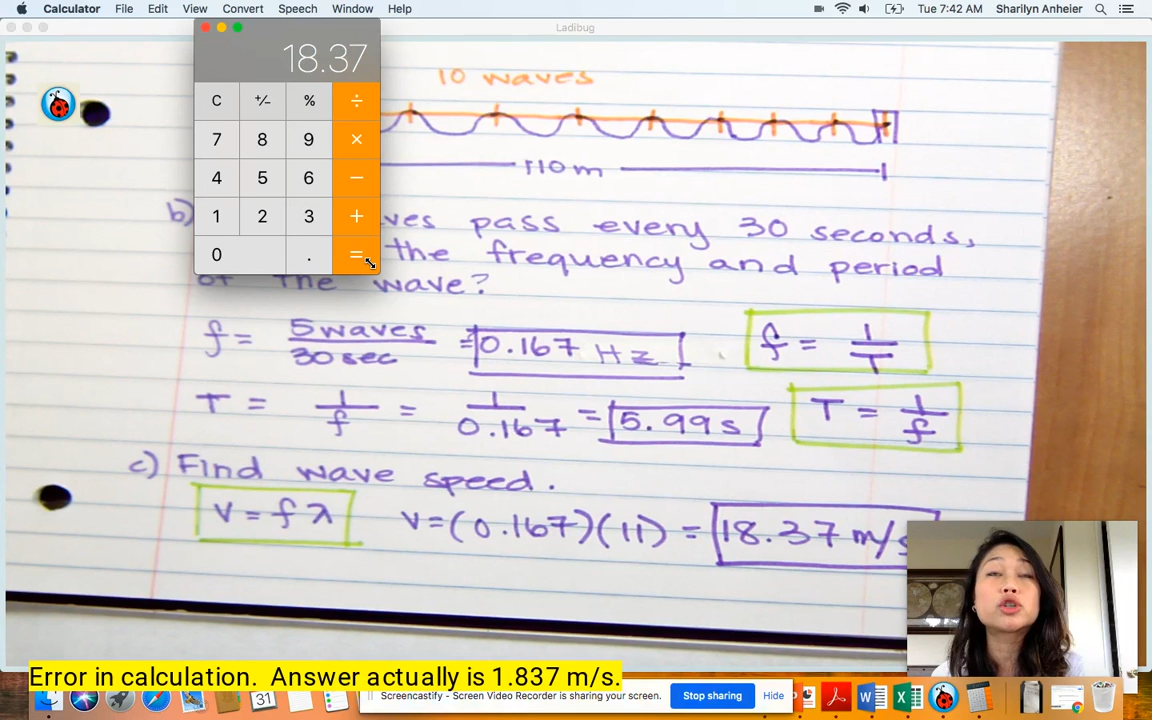 Calculator File Edit View Convert Speech Window Help Tue 7:42 AM Sharilyn Anheier
Ladibug
18.37
C +/- % ÷
7 8 9 ×
4 5 6 −
1 2 3 +
0 . =
10 waves
110m
b) ves pass every 30 seconds,
the frequency and period
of the wave?
f = 5 waves / 30 sec = 0.167 Hz f = 1/T
T = 1/f = 1/0.167 = 5.99 s T = 1/f
c) Find wave speed.
v = fλ v = (0.167)(11) = 18.37 m/s
Error in calculation. Answer actually is 1.837 m/s.
Screencastify - Screen Video Recorder is sharing your screen. Stop sharing Hide
31